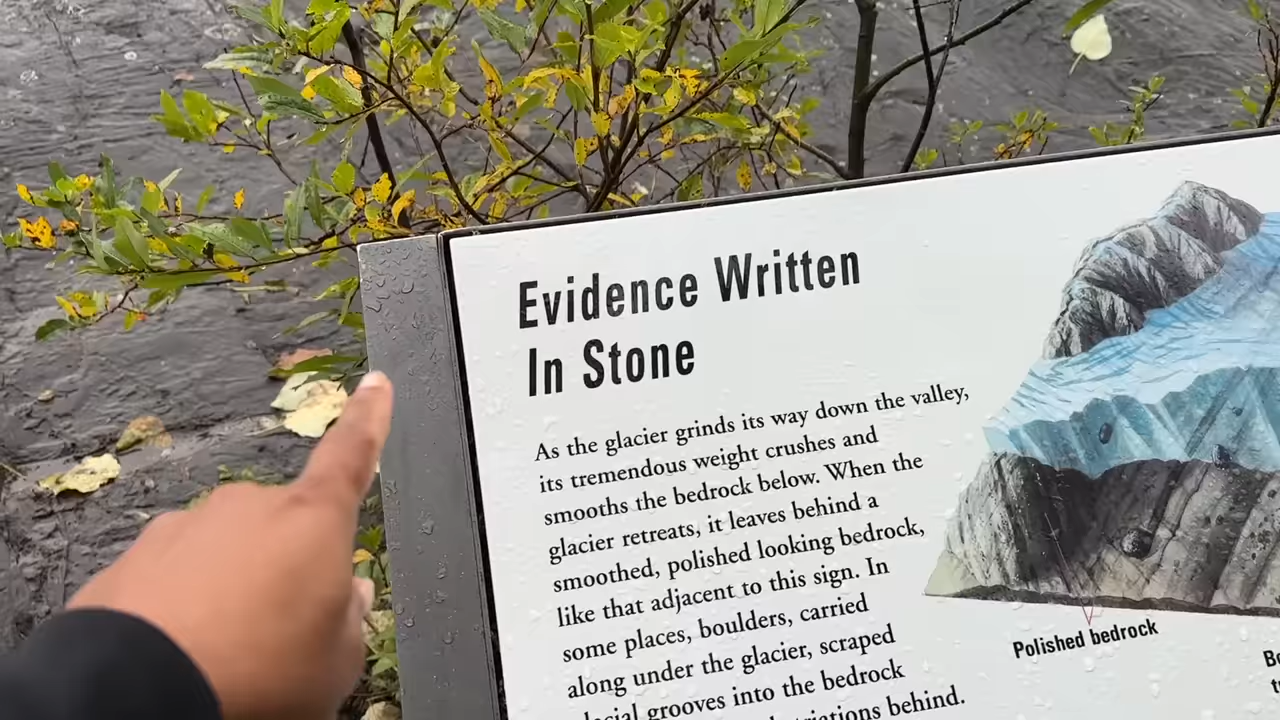 Evidence Written
In Stone
As the glacier grinds its way down the valley,
its tremendous weight crushes and
smooths the bedrock below. When the
glacier retreats, it leaves behind a
smoothed, polished looking bedrock,
like that adjacent to this sign. In
some places, boulders, carried
along under the glacier, scraped
grooves into the bedrock
behind.
Polished bedrock